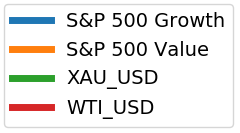 S&P 500 Growth
S&P 500 Value
XAU_USD
WTI_USD